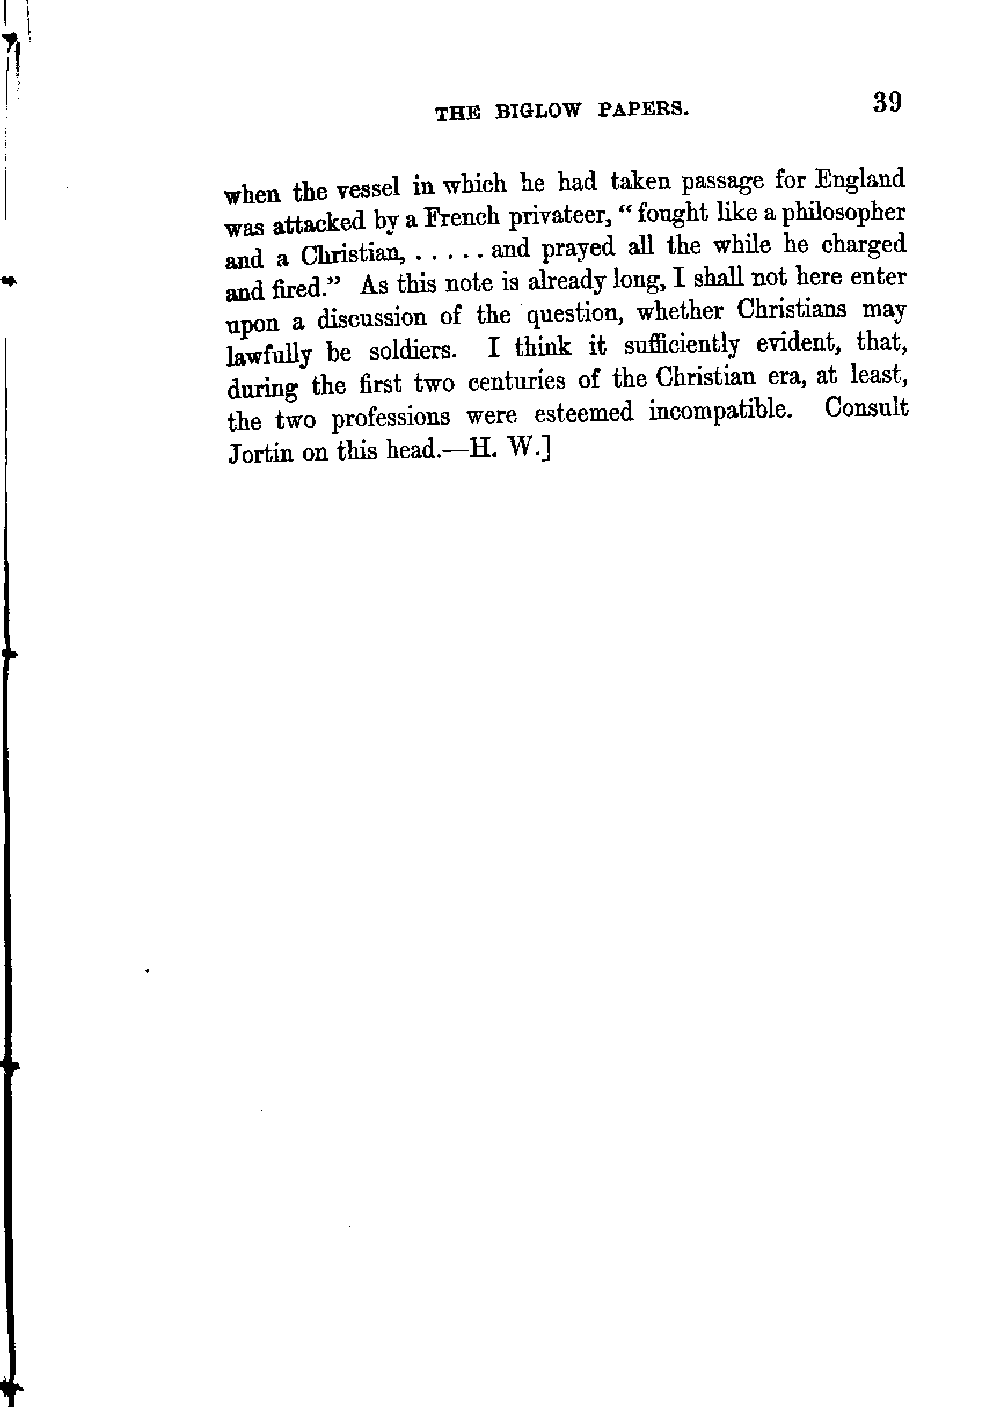 THE BIGLOW PAPERS. 39
when the vessel in which he had taken passage for England
was attacked by a French privateer, “ fought like a philosopher
and a Christian, . . . . . and prayed all the while he charged
and fired.” As this note is already long, I shall not here enter
upon a discussion of the question, whether Christians may
lawfully be soldiers. I think it sufficiently evident, that,
during the first two centuries of the Christian era, at least,
the two professions were esteemed incompatible. Consult
Jortin on this head.—H. W.]